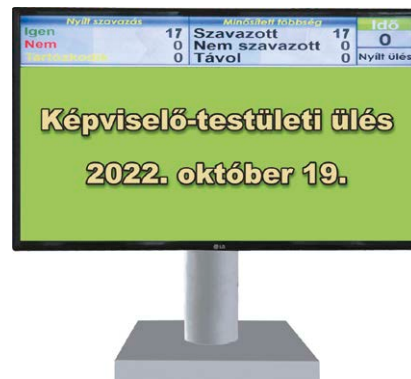 Nyílt szavazás
Igen 17
Nem 0
Tartózkodik 0
Minősített többség
Szavazott 17
Nem szavazott 0
Távol 0
Idő
0
Nyílt ülés
Képviselő-testületi ülés
2022. október 19.
LG